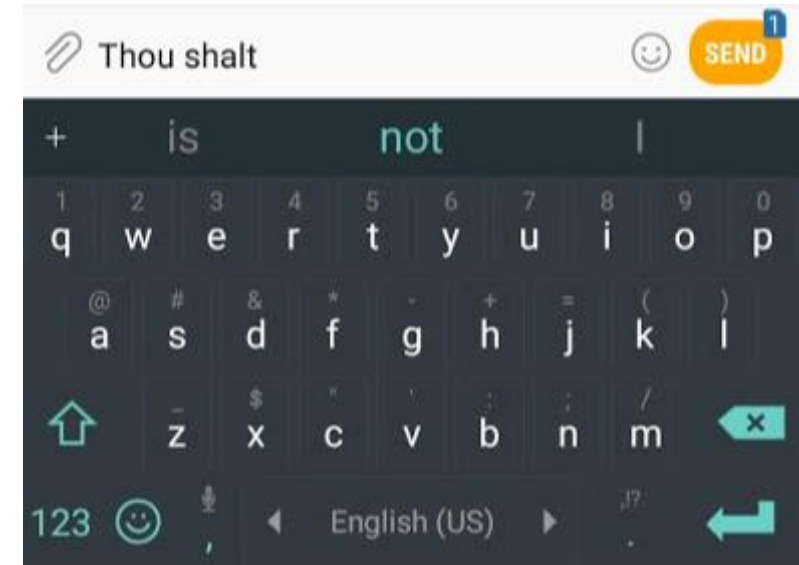 Thou shalt SEND 1
+ is not I
1 2 3 4 5 6 7 8 9 0
q w e r t y u i o p
@ # & * - + = ( )
a s d f g h j k l
_ $ " ' : ; /
z x c v b n m
,!?
123 , English (US) .